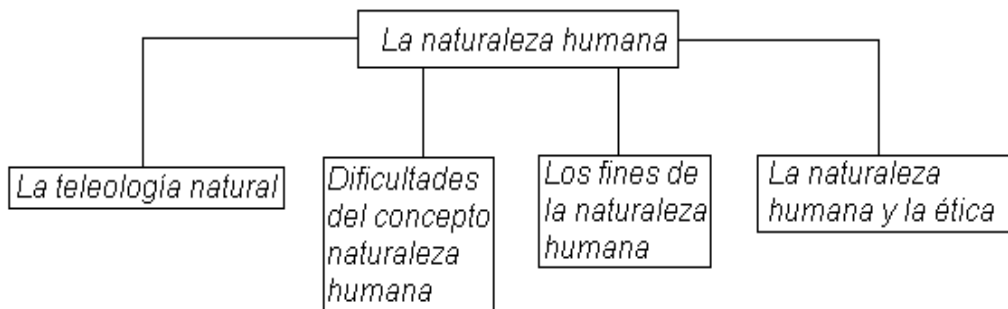 La naturaleza humana
La teleología natural
Dificultades
del concepto
naturaleza
humana
Los fines de
la naturaleza
humana
La naturaleza
humana y la ética